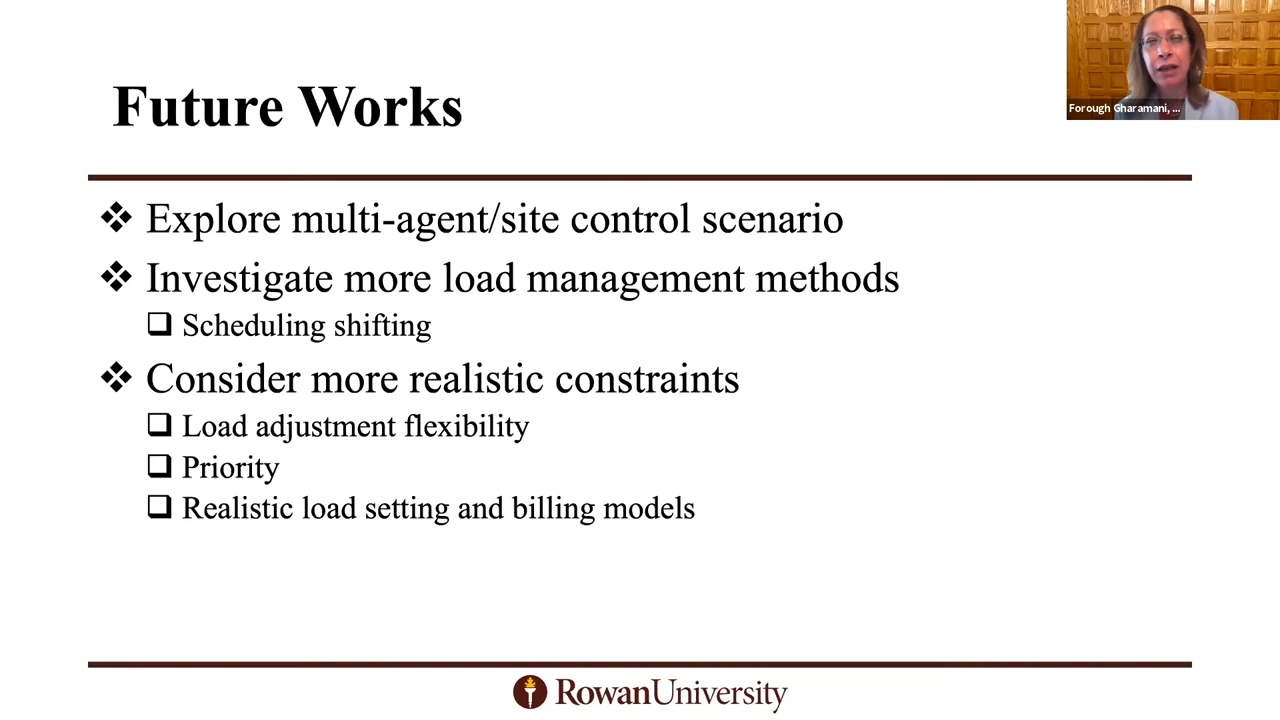 Future Works
Forough Gharamani, ...
Explore multi-agent/site control scenario
Investigate more load management methods
Scheduling shifting
Consider more realistic constraints
Load adjustment flexibility
Priority
Realistic load setting and billing models
RowanUniversity